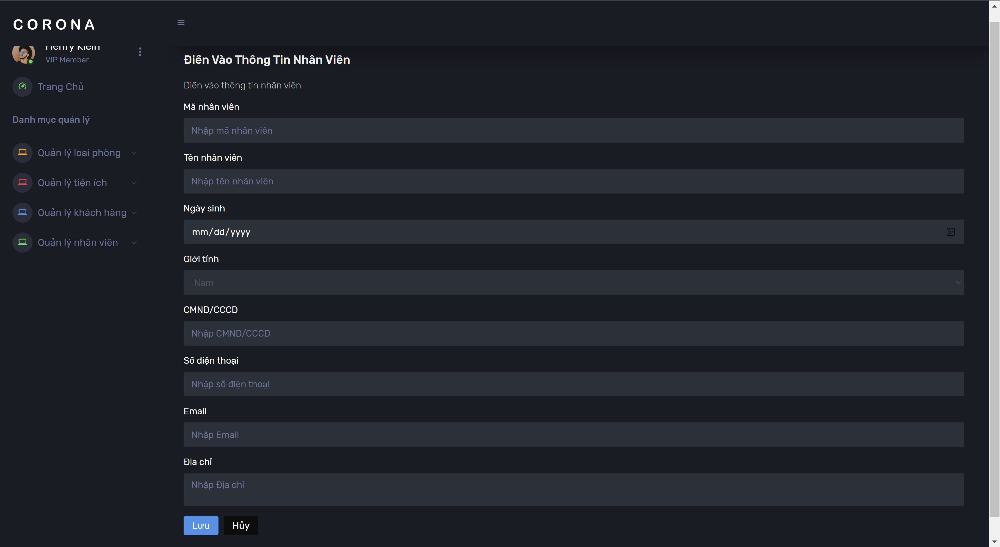 CORONA
Henry Klein
VIP Member
Trang Chủ
Danh mục quản lý
Quản lý loại phòng
Quản lý tiện ích
Quản lý khách hàng
Quản lý nhân viên
Điền Vào Thông Tin Nhân Viên
Điền vào thông tin nhân viên
Mã nhân viên
Nhập mã nhân viên
Tên nhân viên
Nhập tên nhân viên
Ngày sinh
mm/dd/yyyy
Giới tính
Nam
CMND/CCCD
Nhập CMND/CCCD
Số điện thoại
Nhập số điện thoại
Email
Nhập Email
Địa chỉ
Nhập Địa chỉ
Lưu
Hủy